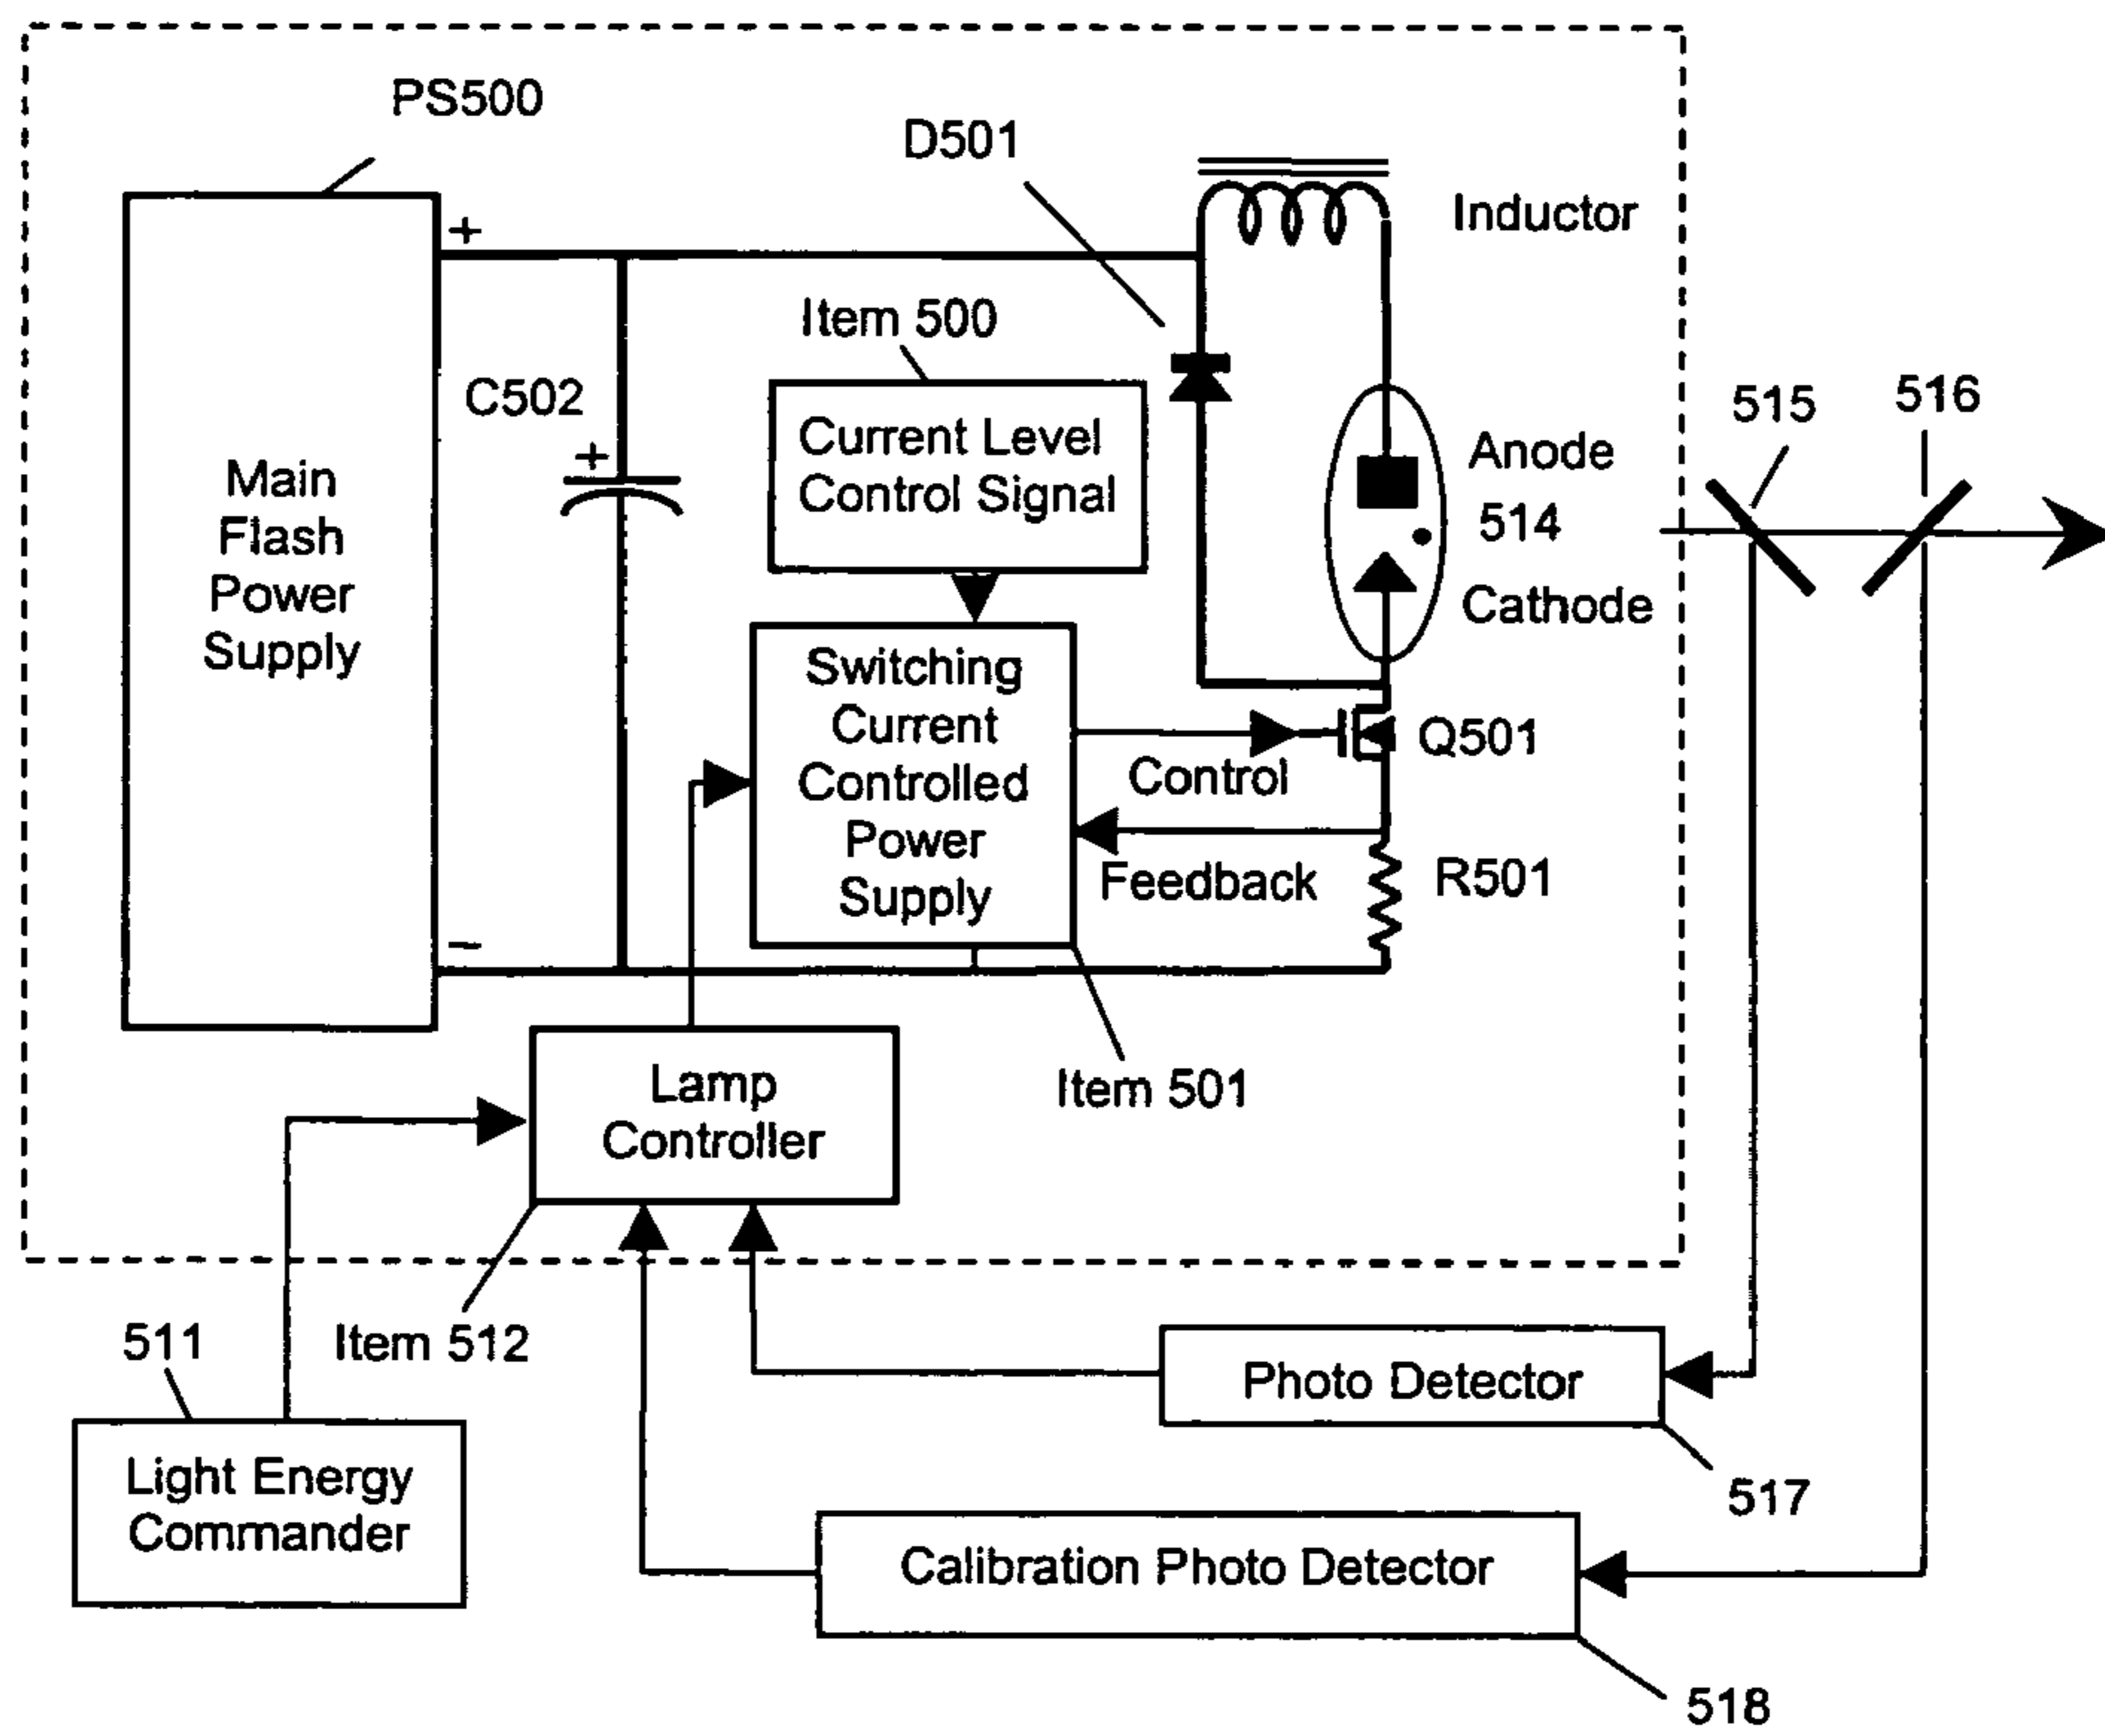 PS500
D501
+
Inductor
Item 500
C502
+
Current Level
Control Signal
Main
Flash
Power
Supply
515
516
Anode
514
Cathode
Switching
Current
Controlled
Power
Supply
Q501
Control
Feedback
R501
−
Lamp
Controller
Item 501
511
Item 512
Photo Detector
Light Energy
Commander
517
Calibration Photo Detector
518